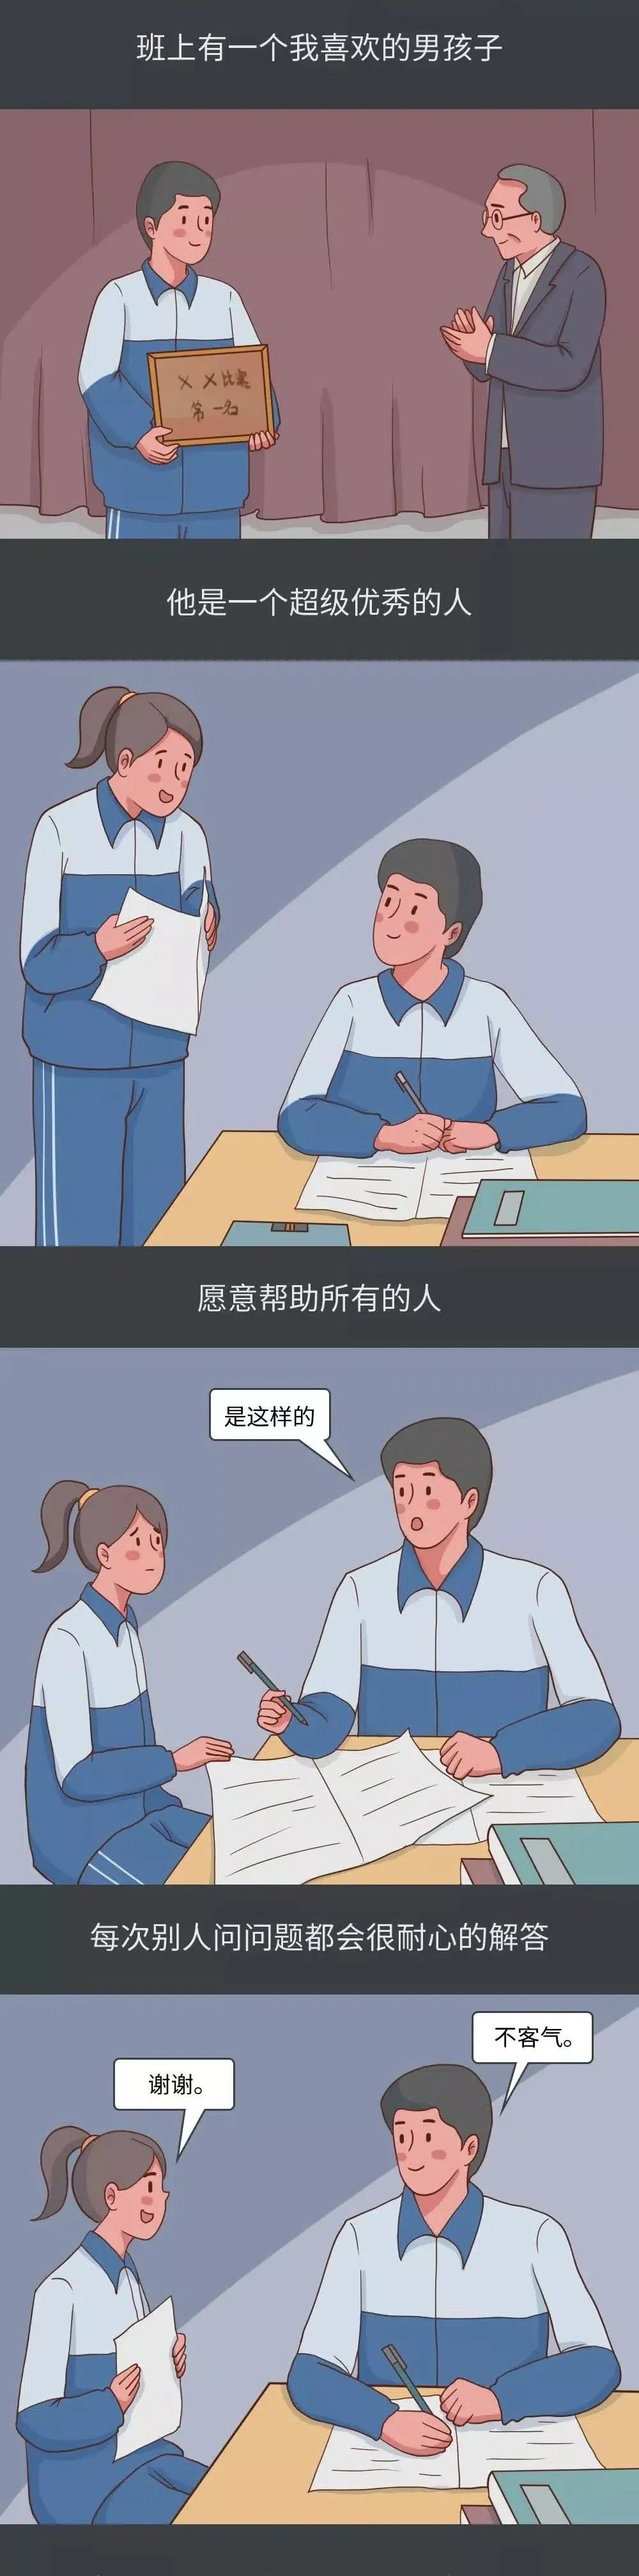 班上有一个我喜欢的男孩子
××比赛
第一名
他是一个超级优秀的人
愿意帮助所有的人
是这样的
每次别人问问题都会很耐心的解答
不客气。
谢谢。